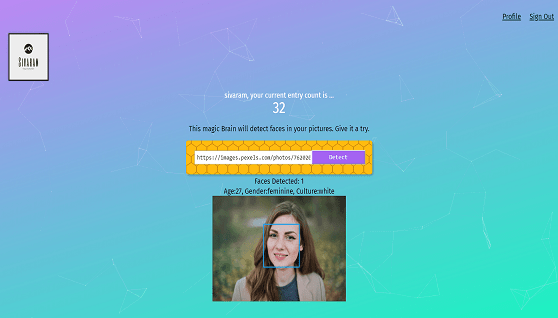 Profile Sign Out
SIVARAM
sivaram, your current entry count is ...
32
This magic Brain will detect faces in your pictures. Give it a try.
https://images.pexels.com/photos/762020 Detect
Faces Detected: 1
Age:27, Gender:feminine, Culture:white